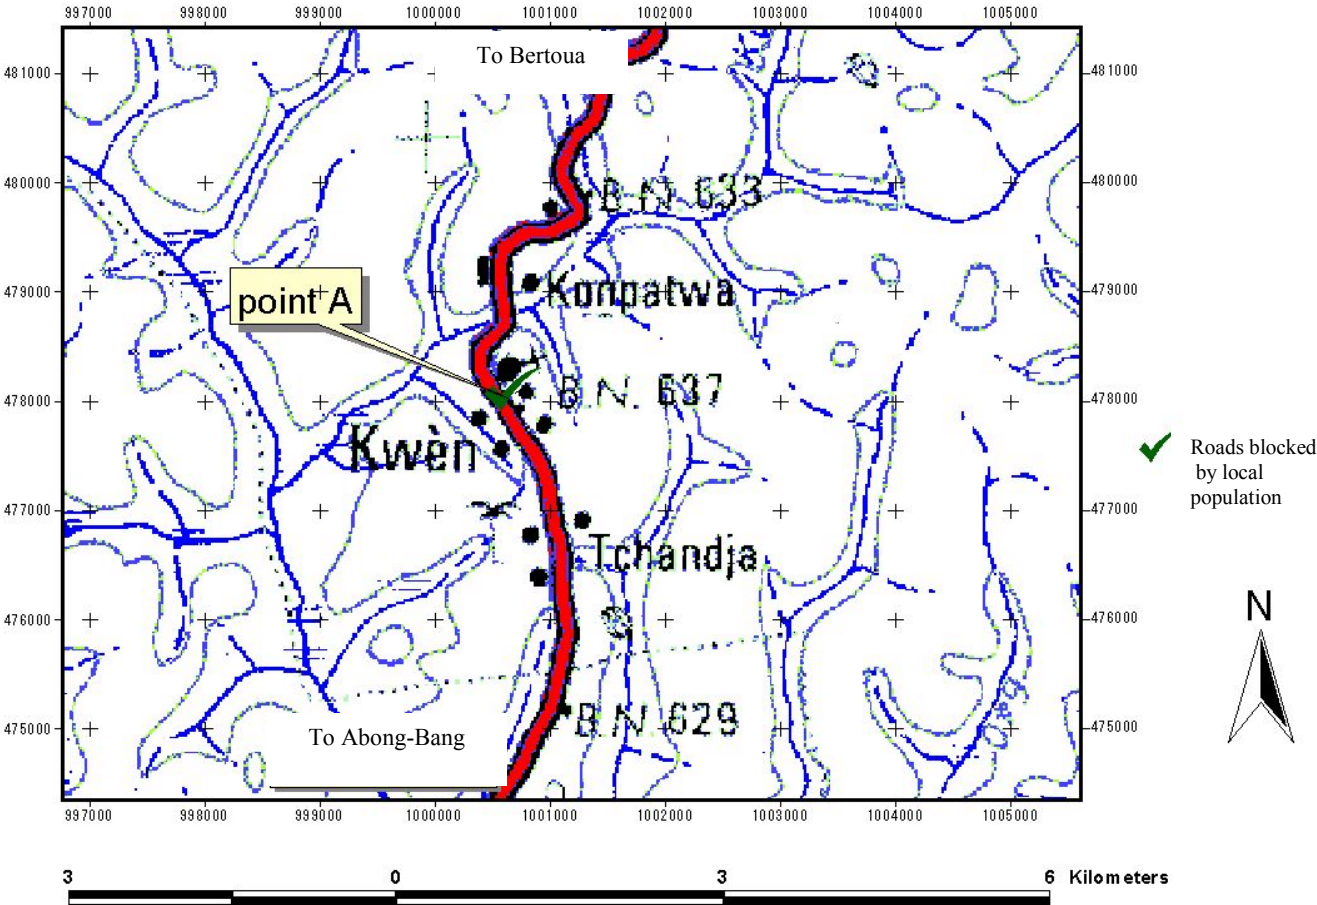 997000 998000 999000 1000000 1001000 1002000 1003000 1004000 1005000
To Bertoua
481000 481000
480000 480000
B.N. 633
479000 479000
Konpatwa
point A
478000 478000
B.N. 637
Kwèn
Roads blocked
by local
population
477000 477000
Tchandja
N
476000 476000
B.N. 629
475000 475000
To Abong-Bang
997000 998000 999000 1000000 1001000 1002000 1003000 1004000 1005000
3 0 3 6 Kilometers